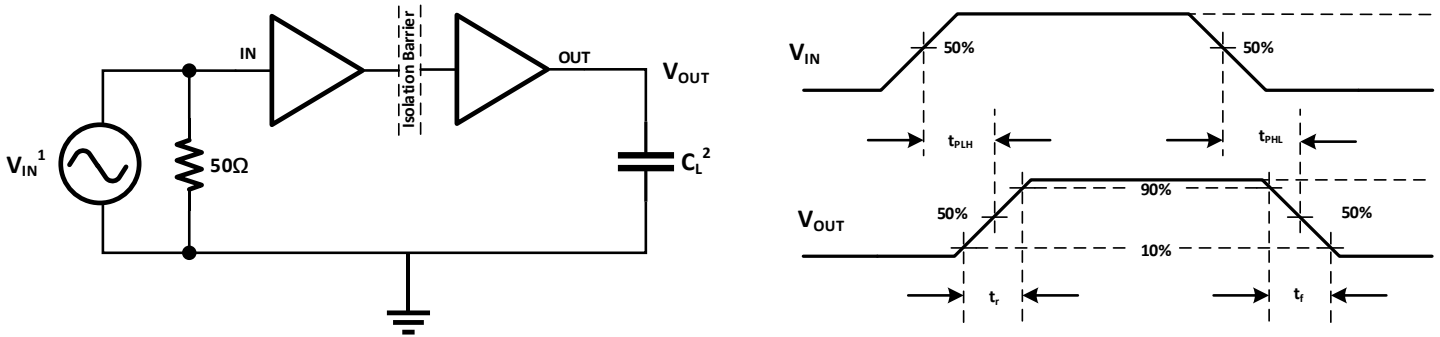 IN
Isolation Barrier
OUT
V_OUT
V_IN^1
50Ω
C_L^2
V_IN
50%
50%
t_PLH
t_PHL
V_OUT
50%
90%
50%
10%
t_r
t_f